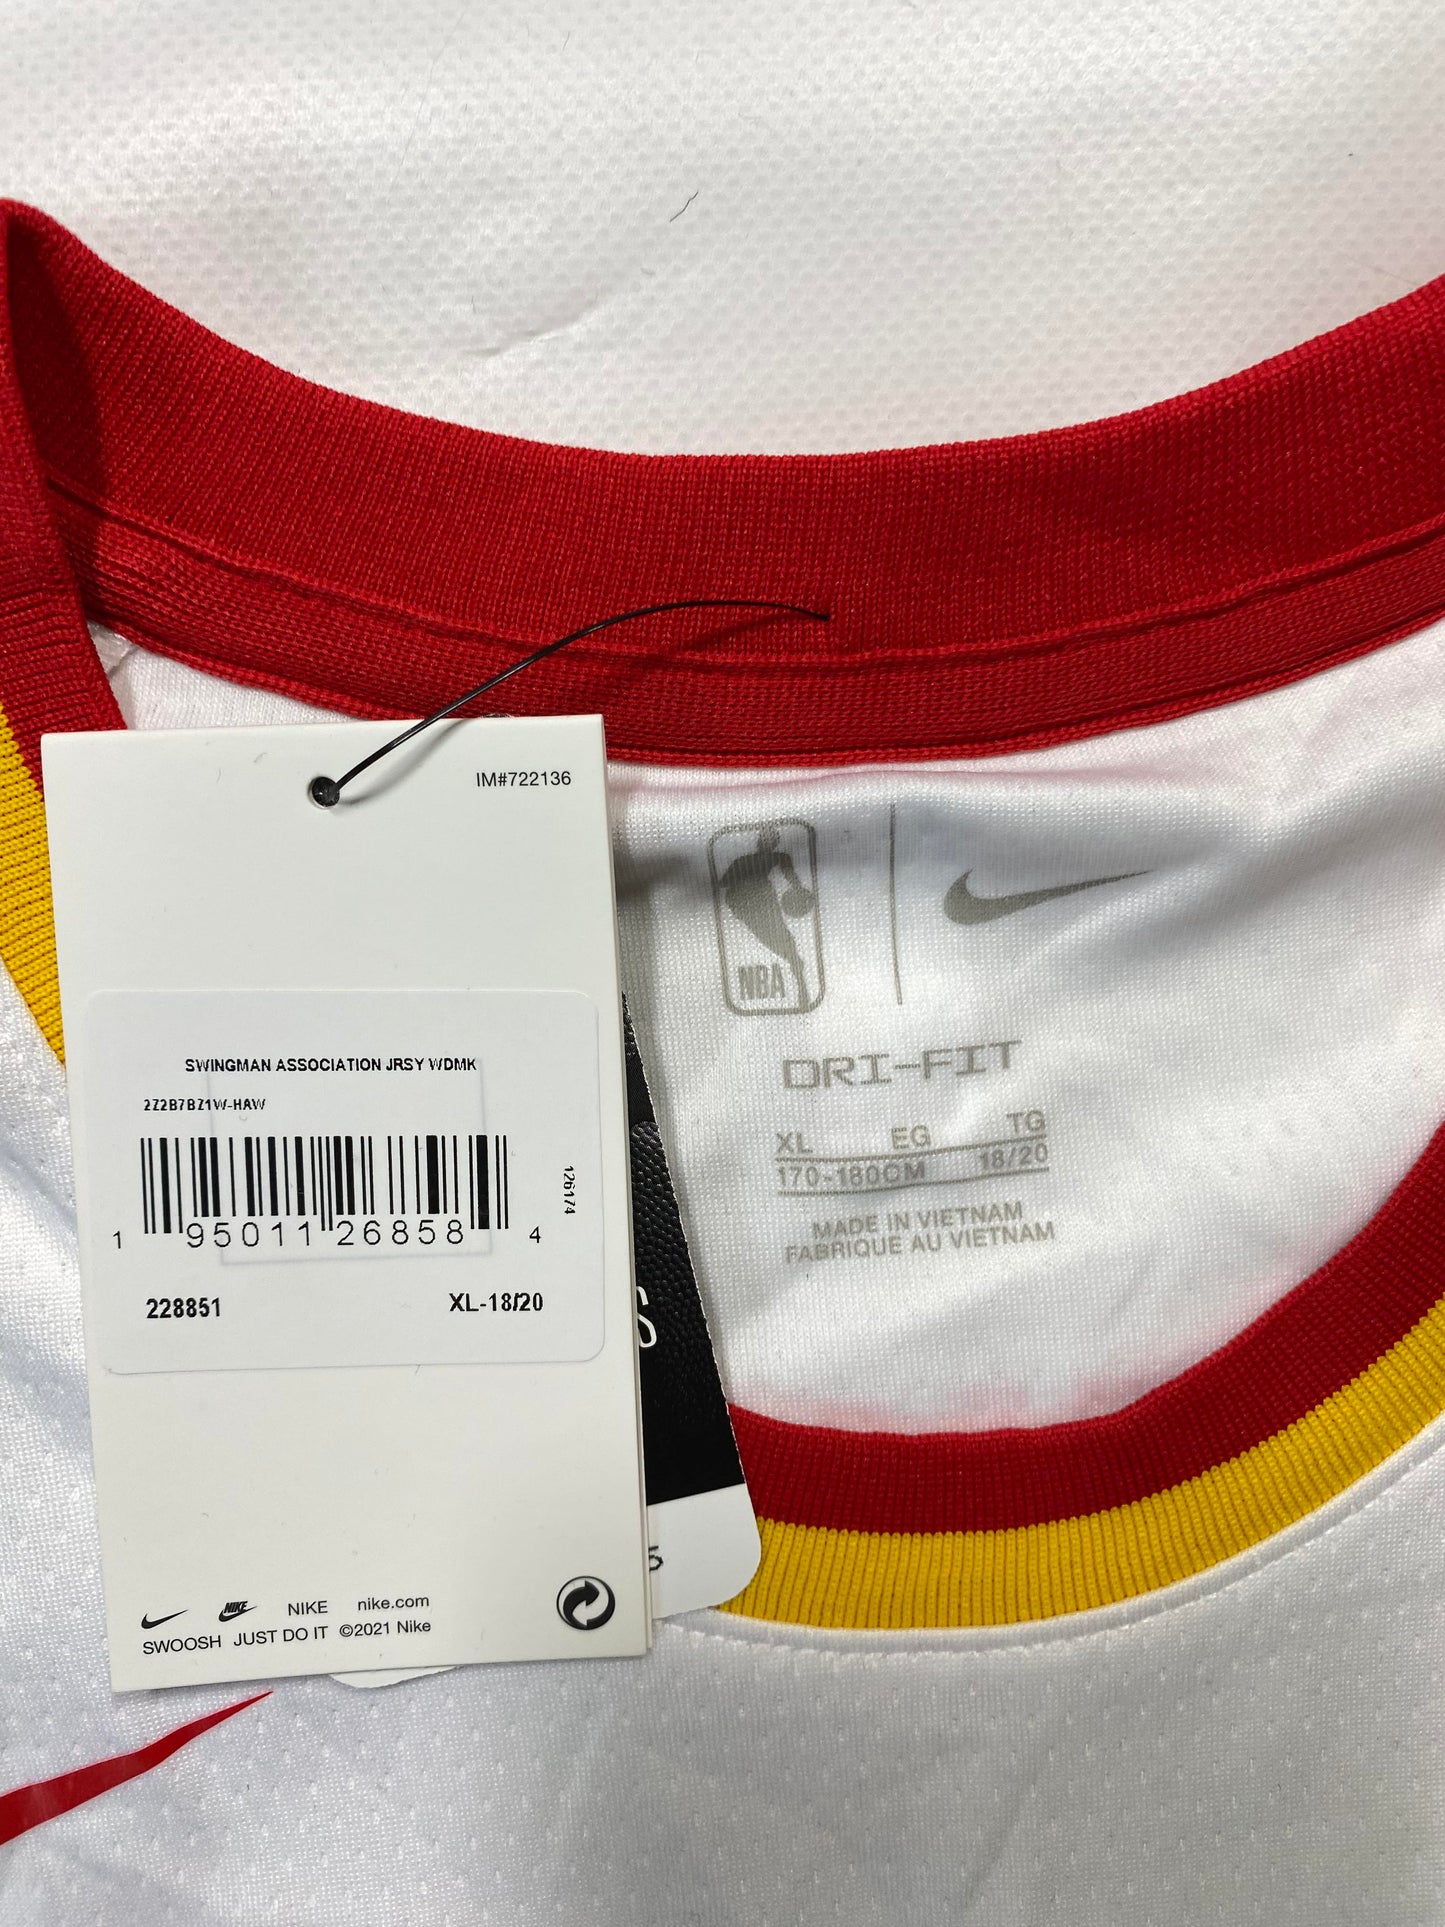 IM#722136
SWINGMAN ASSOCIATION JRSY WDMK
2Z2B7BZ1W-HAW
126174
1 95011 26858 4
228851 XL-18/20
NIKE NIKE nike.com
SWOOSH JUST DO IT ©2021 Nike
NBA
DRI-FIT
XL EG TG
170-180CM 18/20
MADE IN VIETNAM
FABRIQUE AU VIETNAM